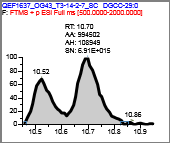 QEF1637_OG43_T3-14-2-7_SC DGCC-29:0
F: FTMS + p ESI Full ms [500.0000-2000.0000]
RT: 10.70
AA: 994502
AH: 108949
SN: 6.91E+015
100
80
60
40
20
0
10.52
10.86
10.5 10.6 10.7 10.8 10.9